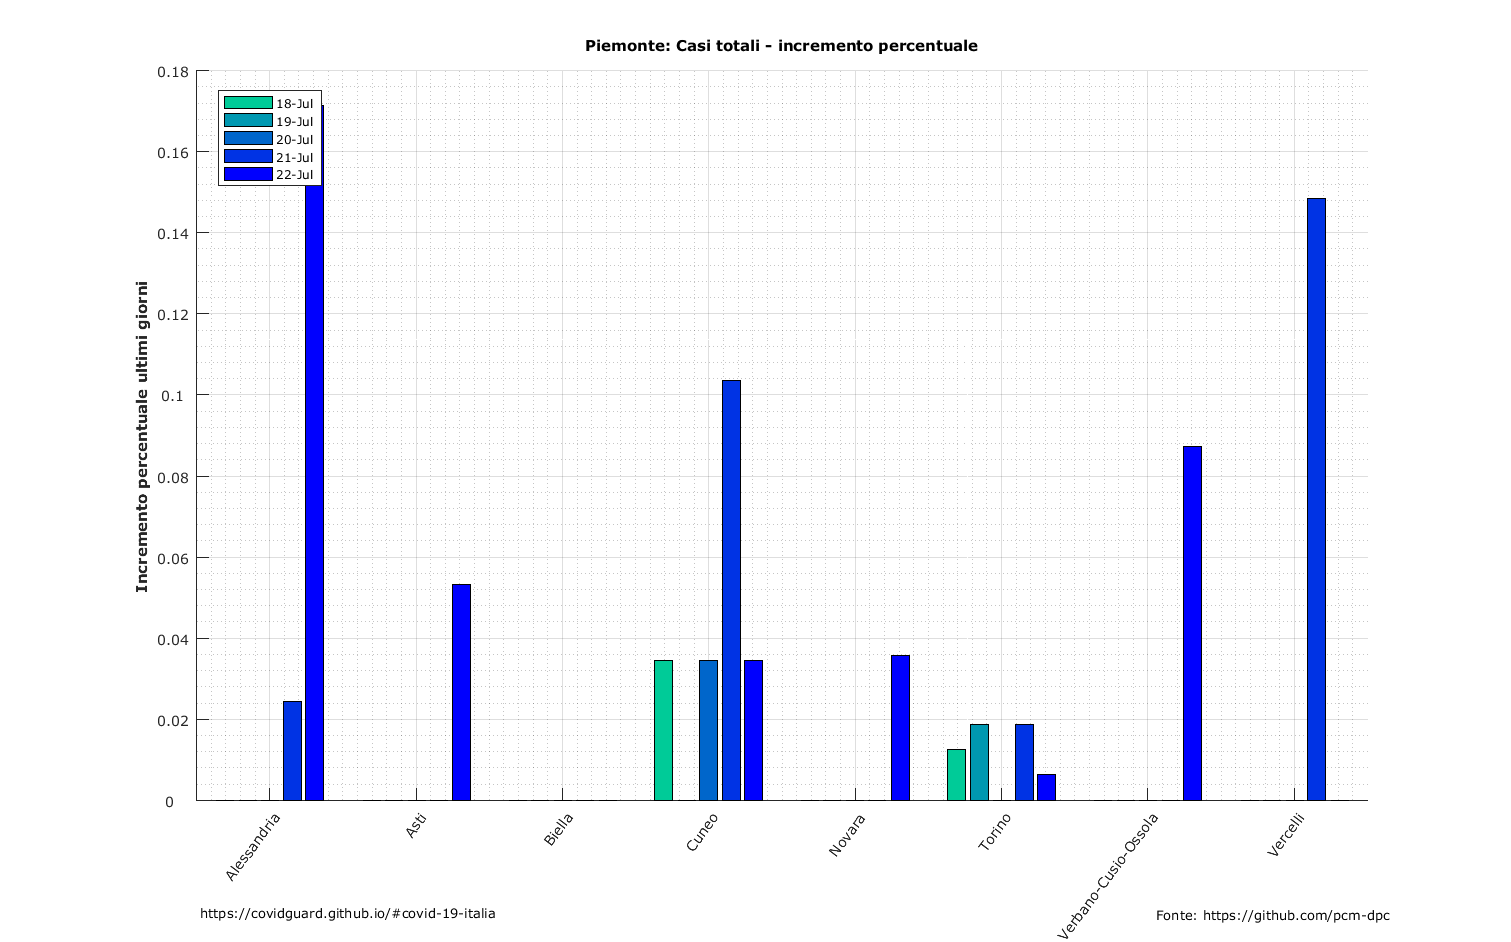 Piemonte: Casi totali - incremento percentuale
0.18
0.16
0.14
0.12
0.1
0.08
0.06
0.04
0.02
0
Incremento percentuale ultimi giorni
18-Jul
19-Jul
20-Jul
21-Jul
22-Jul
Alessandria
Asti
Biella
Cuneo
Novara
Torino
Verbano-Cusio-Ossola
Vercelli
https://covidguard.github.io/#covid-19-italia
Fonte: https://github.com/pcm-dpc